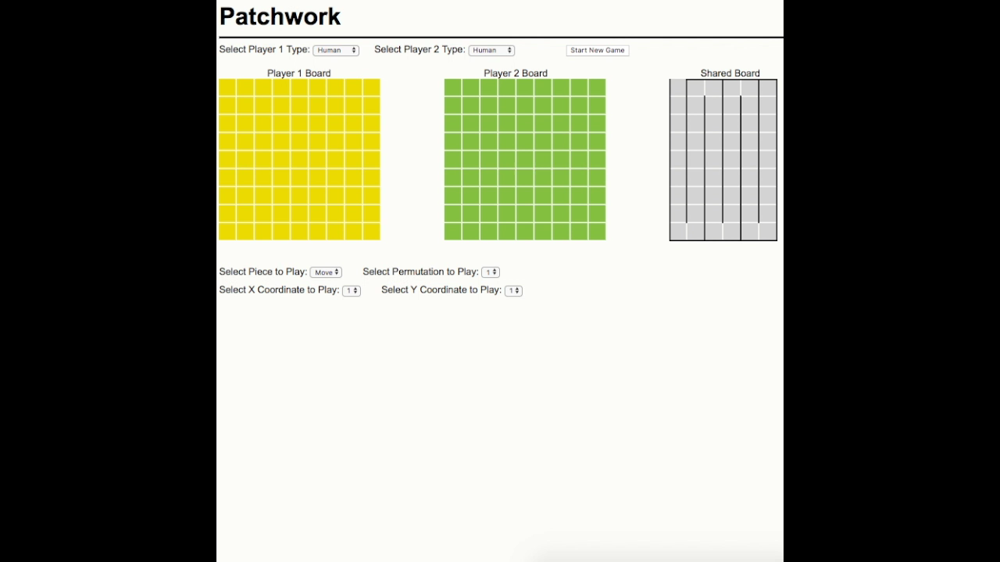 Patchwork
Select Player 1 Type: Human Select Player 2 Type: Human Start New Game
Player 1 Board Player 2 Board Shared Board
Select Piece to Play: Move Select Permutation to Play: 1
Select X Coordinate to Play: 1 Select Y Coordinate to Play: 1